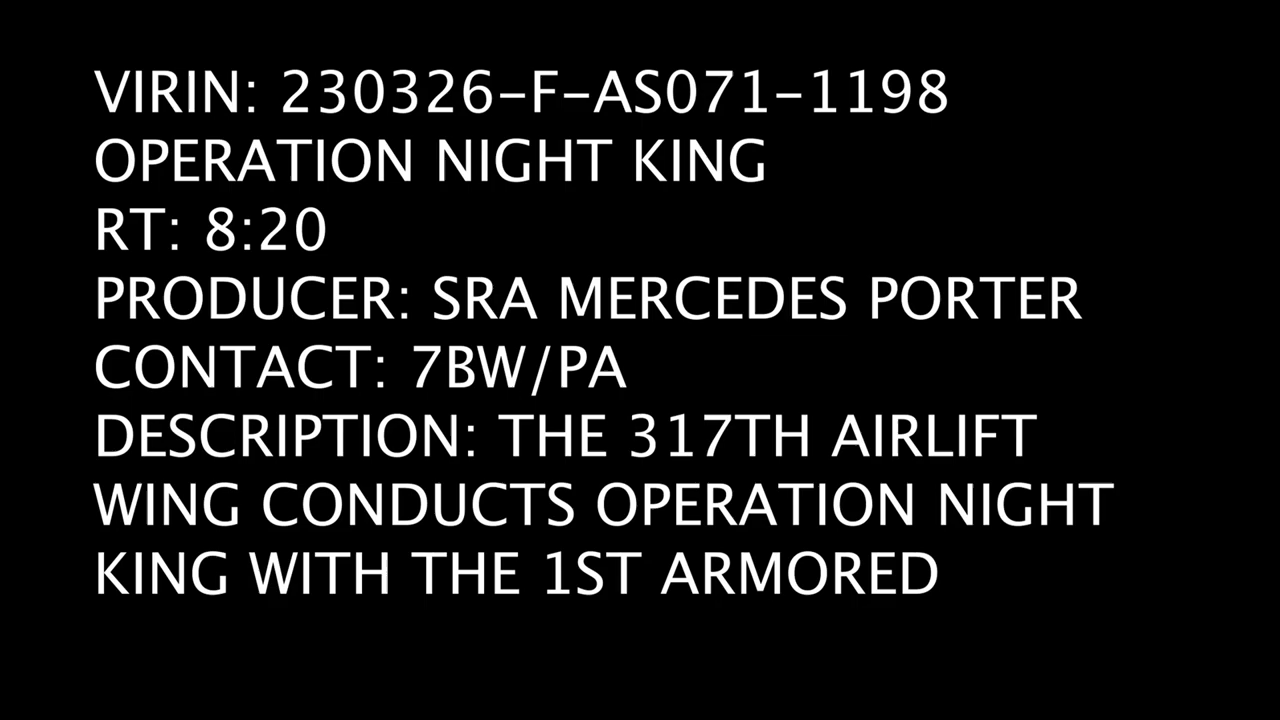 VIRIN: 230326-F-AS071-1198
OPERATION NIGHT KING
RT: 8:20
PRODUCER: SRA MERCEDES PORTER
CONTACT: 7BW/PA
DESCRIPTION: THE 317TH AIRLIFT
WING CONDUCTS OPERATION NIGHT
KING WITH THE 1ST ARMORED